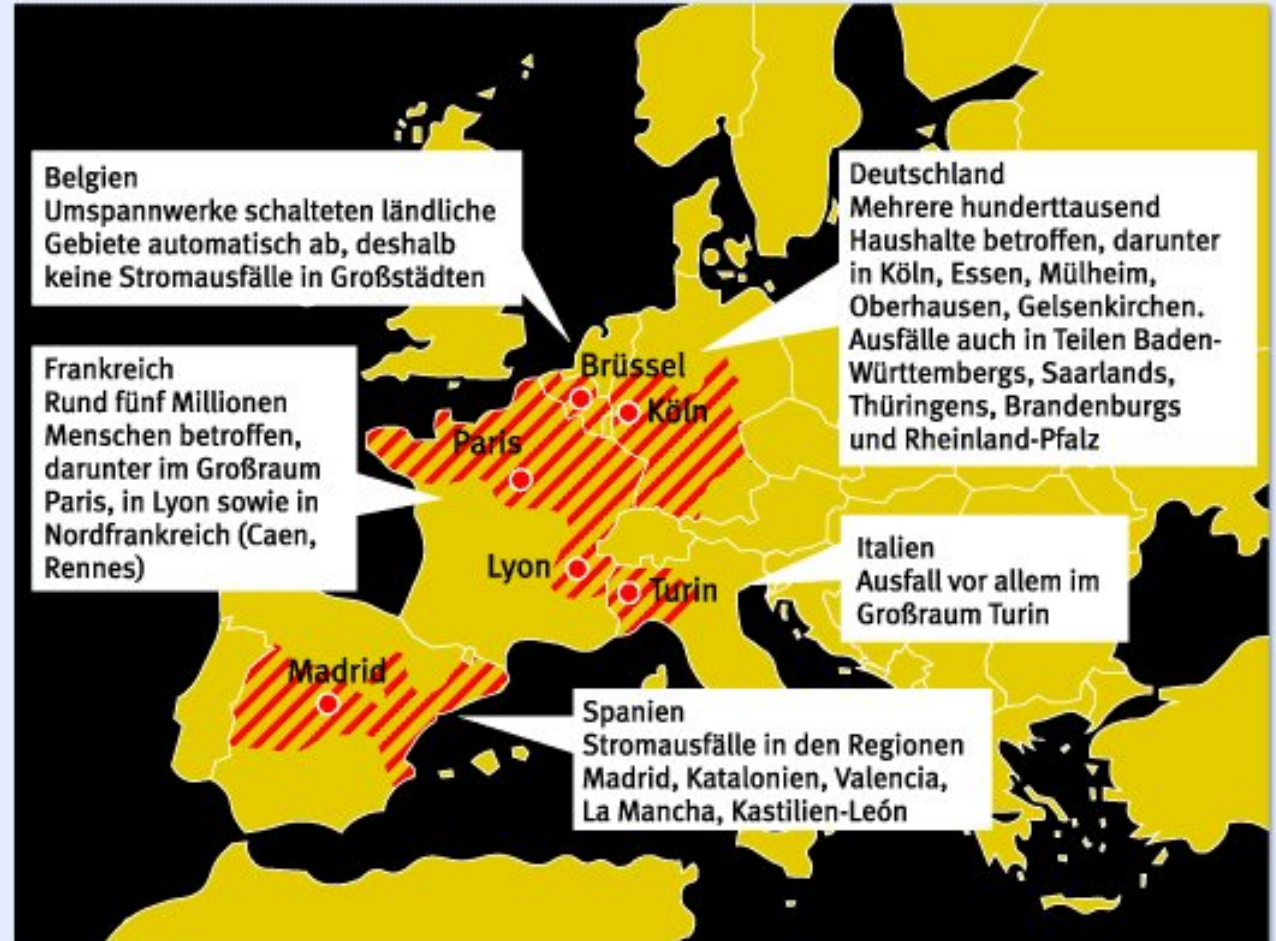 Belgien
Umspannwerke schalteten ländliche
Gebiete automatisch ab, deshalb
keine Stromausfälle in Großstädten
Deutschland
Mehrere hunderttausend
Haushalte betroffen, darunter
in Köln, Essen, Mülheim,
Oberhausen, Gelsenkirchen.
Ausfälle auch in Teilen Baden-
Württembergs, Saarlands,
Thüringens, Brandenburgs
und Rheinland-Pfalz
Frankreich
Rund fünf Millionen
Menschen betroffen,
darunter im Großraum
Paris, in Lyon sowie in
Nordfrankreich (Caen,
Rennes)
Brüssel
Köln
Paris
Lyon
Turin
Italien
Ausfall vor allem im
Großraum Turin
Madrid
Spanien
Stromausfälle in den Regionen
Madrid, Katalonien, Valencia,
La Mancha, Kastilien-León